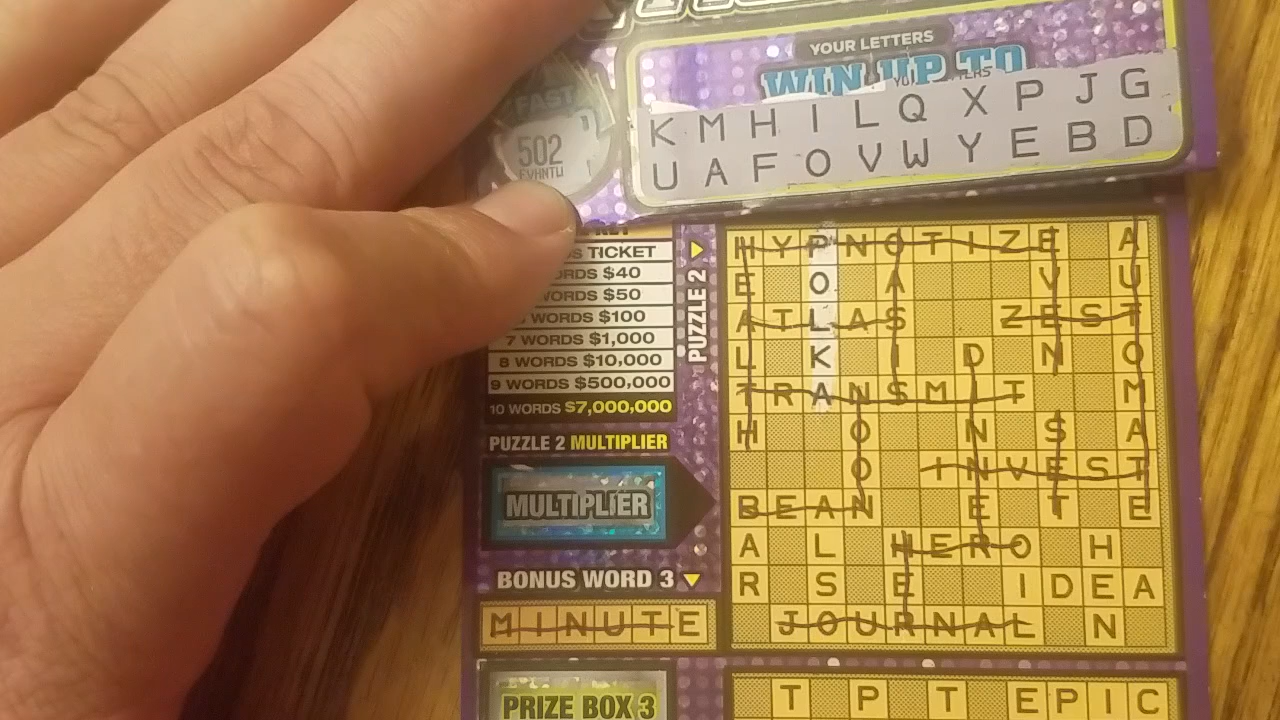 YOUR LETTERS
WIN UP TO
K M H I L Q X P J G
U A F O V W Y E B D
FAST
502
TICKET
$40
WORDS $50
WORDS $100
7 WORDS $1,000
8 WORDS $10,000
9 WORDS $500,000
10 WORDS $7,000,000
PUZZLE 2 MULTIPLIER
MULTIPLIER
BONUS WORD 3
MINUTE
PRIZE BOX 3
PUZZLE 2
HYPNOTIZE A
E O A V U
ATLAS ZEST
L K I D N O
TRANSMIT M
H O N S A
O INVEST
BEAN E T E
A L HERO H
R S E IDEA
JOURNAL N
T P T EPIC